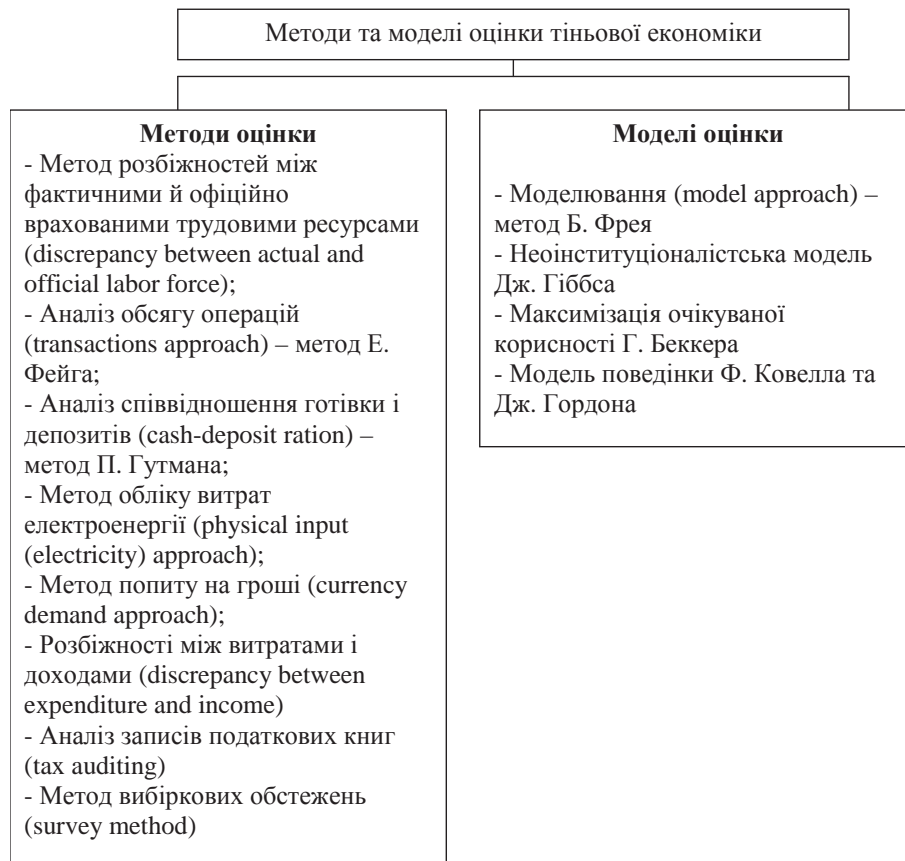 Методи та моделі оцінки тіньової економіки
Методи оцінки
- Метод розбіжностей між
фактичними й офіційно
врахованими трудовими ресурсами
(discrepancy between actual and
official labor force);
- Аналіз обсягу операцій
(transactions approach) – метод Е.
Фейга;
- Аналіз співвідношення готівки і
депозитів (cash-deposit ration) –
метод П. Гутмана;
- Метод обліку витрат
електроенергії (physical input
(electricity) approach);
- Метод попиту на гроші (currency
demand approach);
- Розбіжності між витратами і
доходами (discrepancy between
expenditure and income)
- Аналіз записів податкових книг
(tax auditing)
- Метод вибіркових обстежень
(survey method)
Моделі оцінки
- Моделювання (model approach) –
метод Б. Фрея
- Неоінституціоналістська модель
Дж. Гіббса
- Максимізація очікуваної
корисності Г. Беккера
- Модель поведінки Ф. Ковелла та
Дж. Гордона